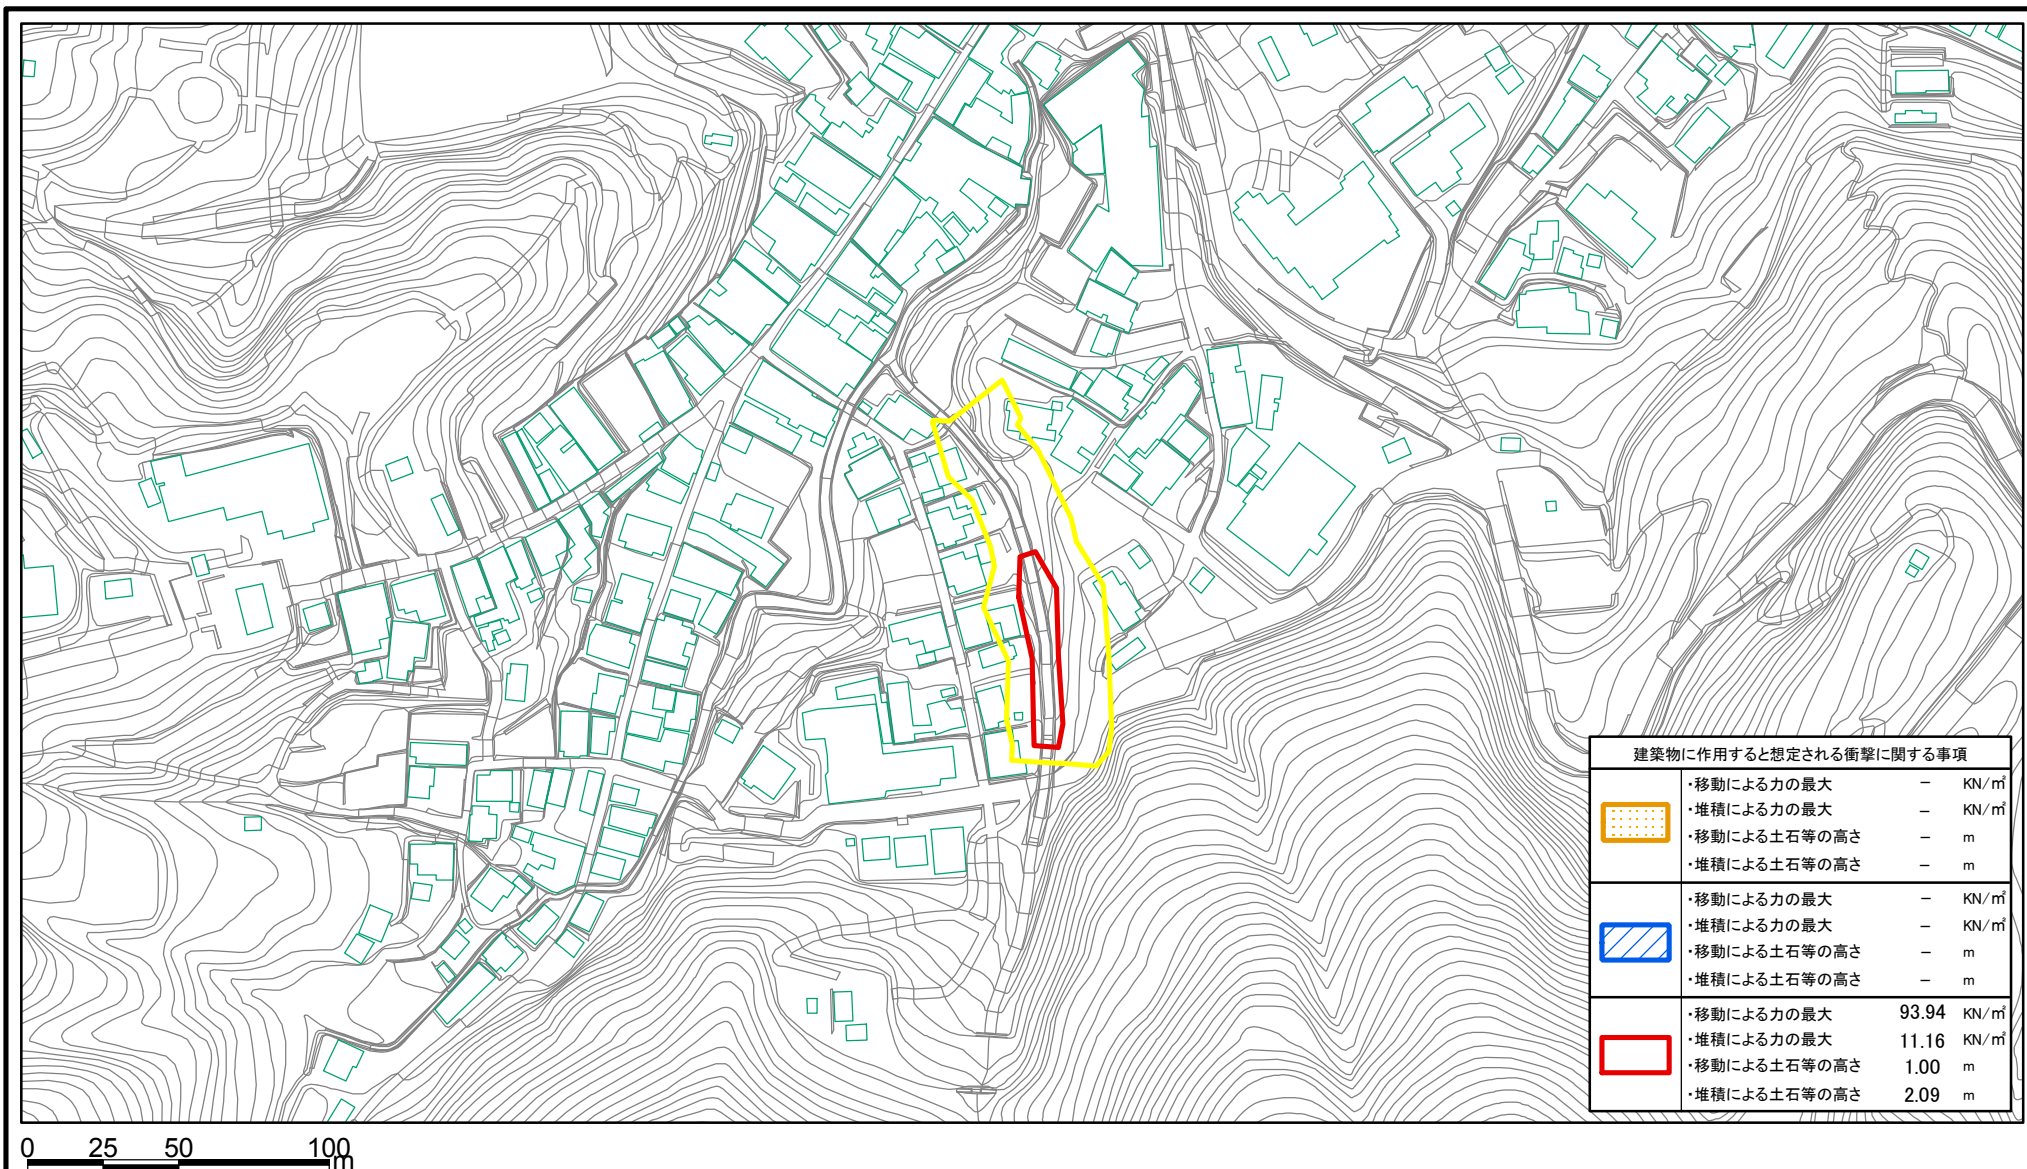 建築物に作用すると想定される衝撃に関する事項
・移動による力の最大 － KN/㎡
・堆積による力の最大 － KN/㎡
・移動による土石等の高さ － m
・堆積による土石等の高さ － m
・移動による力の最大 － KN/㎡
・堆積による力の最大 － KN/㎡
・移動による土石等の高さ － m
・堆積による土石等の高さ － m
・移動による力の最大 93.94 KN/㎡
・堆積による力の最大 11.16 KN/㎡
・移動による土石等の高さ 1.00 m
・堆積による土石等の高さ 2.09 m
0 25 50 100
m